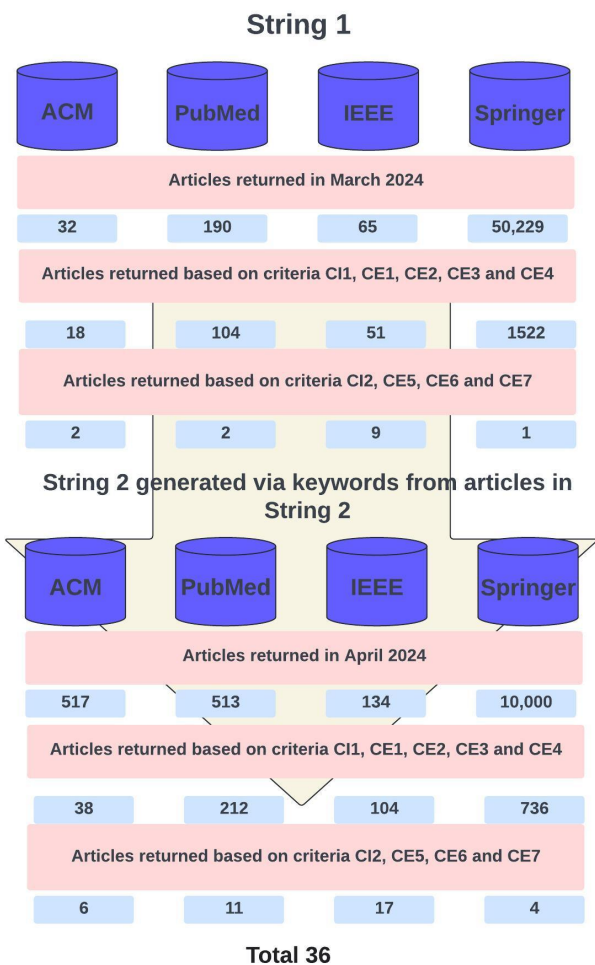 String 1
ACM PubMed IEEE Springer
Articles returned in March 2024
32 190 65 50,229
Articles returned based on criteria CI1, CE1, CE2, CE3 and CE4
18 104 51 1522
Articles returned based on criteria CI2, CE5, CE6 and CE7
2 2 9 1
String 2 generated via keywords from articles in
String 2
ACM PubMed IEEE Springer
Articles returned in April 2024
517 513 134 10,000
Articles returned based on criteria CI1, CE1, CE2, CE3 and CE4
38 212 104 736
Articles returned based on criteria CI2, CE5, CE6 and CE7
6 11 17 4
Total 36